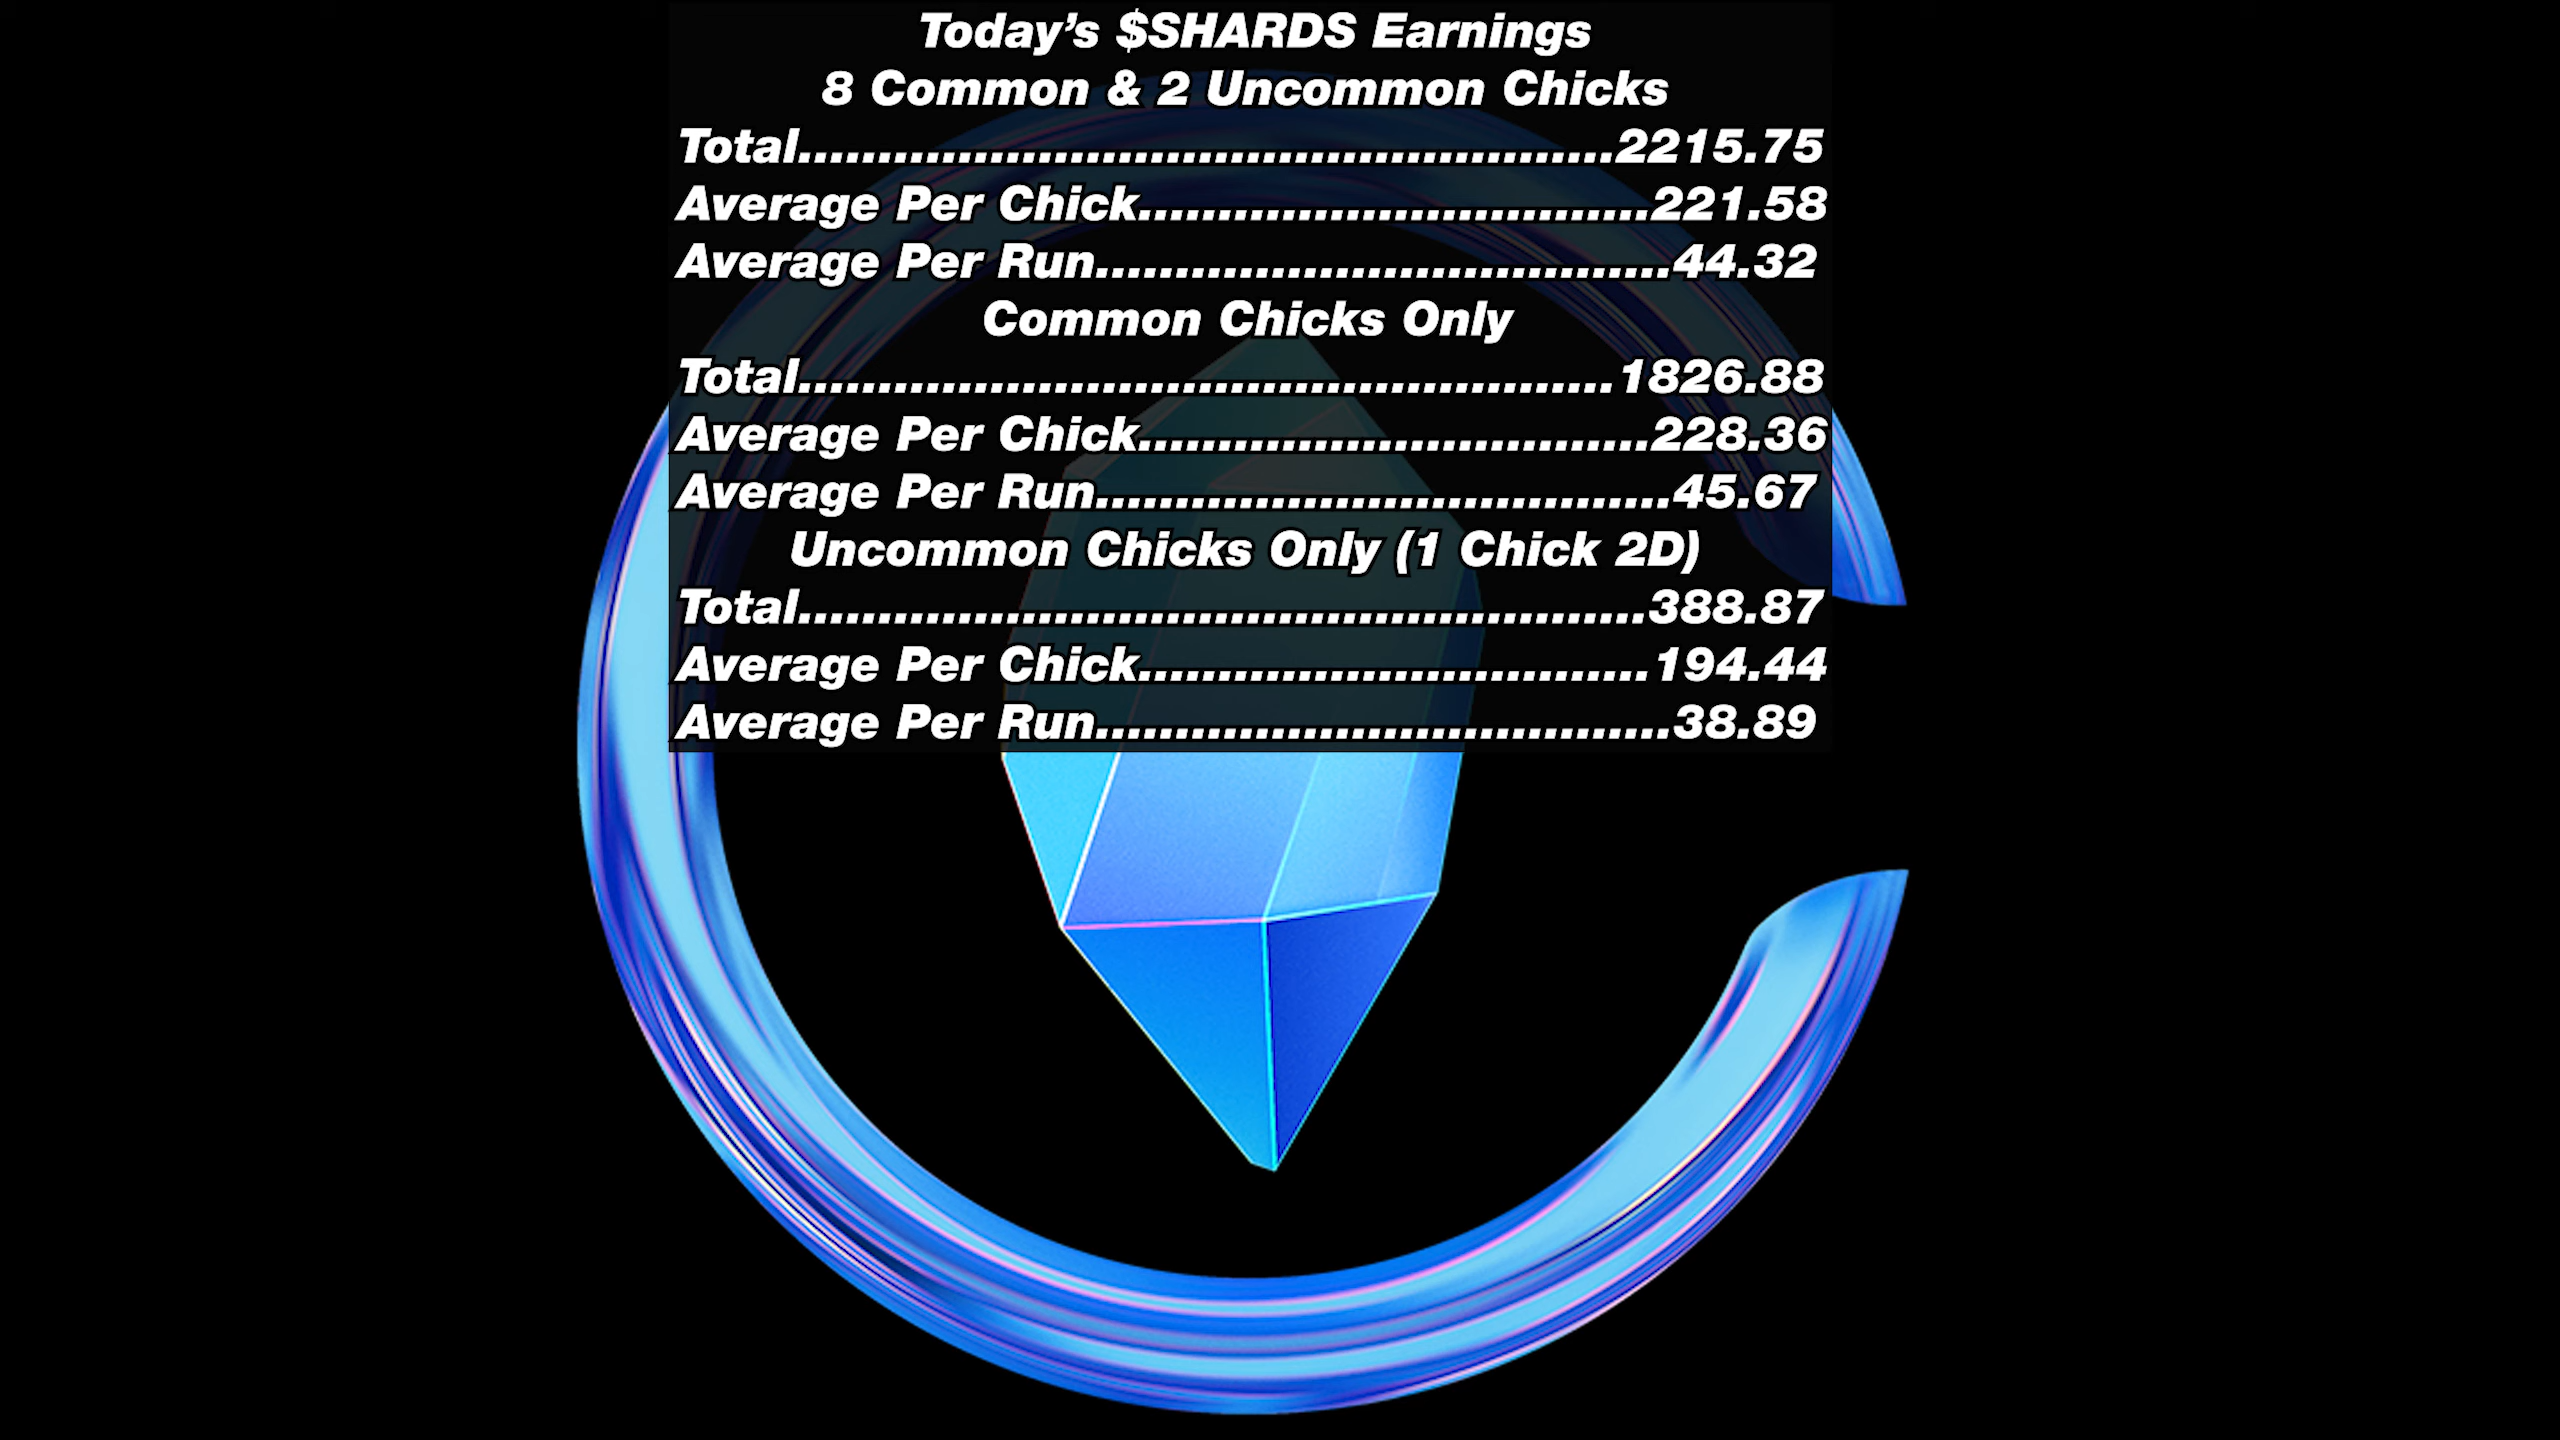 Today’s $SHARDS Earnings
8 Common & 2 Uncommon Chicks
Total....................................................2215.75
Average Per Chick................................221.58
Average Per Run....................................44.32
Common Chicks Only
Total....................................................1826.88
Average Per Chick................................228.36
Average Per Run....................................45.67
Uncommon Chicks Only (1 Chick 2D)
Total......................................................388.87
Average Per Chick................................194.44
Average Per Run....................................38.89